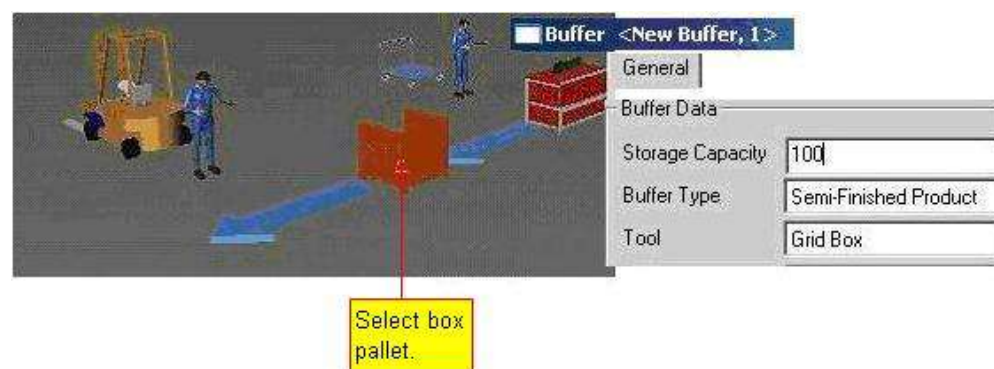 Buffer <New Buffer, 1>
General
Buffer Data
Storage Capacity 100
Buffer Type Semi-Finished Product
Tool Grid Box
Select box
pallet.